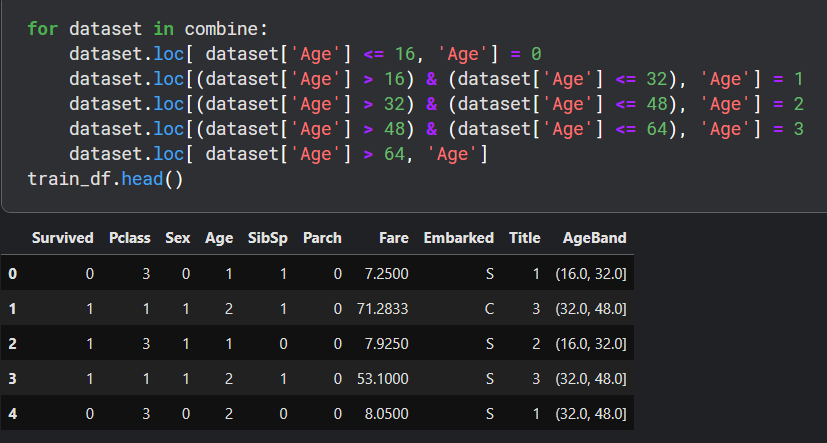 for dataset in combine:
    dataset.loc[ dataset['Age'] <= 16, 'Age'] = 0
    dataset.loc[(dataset['Age'] > 16) & (dataset['Age'] <= 32), 'Age'] = 1
    dataset.loc[(dataset['Age'] > 32) & (dataset['Age'] <= 48), 'Age'] = 2
    dataset.loc[(dataset['Age'] > 48) & (dataset['Age'] <= 64), 'Age'] = 3
    dataset.loc[ dataset['Age'] > 64, 'Age']
train_df.head()
Survived Pclass Sex Age SibSp Parch Fare Embarked Title AgeBand
0 0 3 0 1 1 0 7.2500 S 1 (16.0, 32.0]
1 1 1 1 2 1 0 71.2833 C 3 (32.0, 48.0]
2 1 3 1 1 0 0 7.9250 S 2 (16.0, 32.0]
3 1 1 1 2 1 0 53.1000 S 3 (32.0, 48.0]
4 0 3 0 2 0 0 8.0500 S 1 (32.0, 48.0]